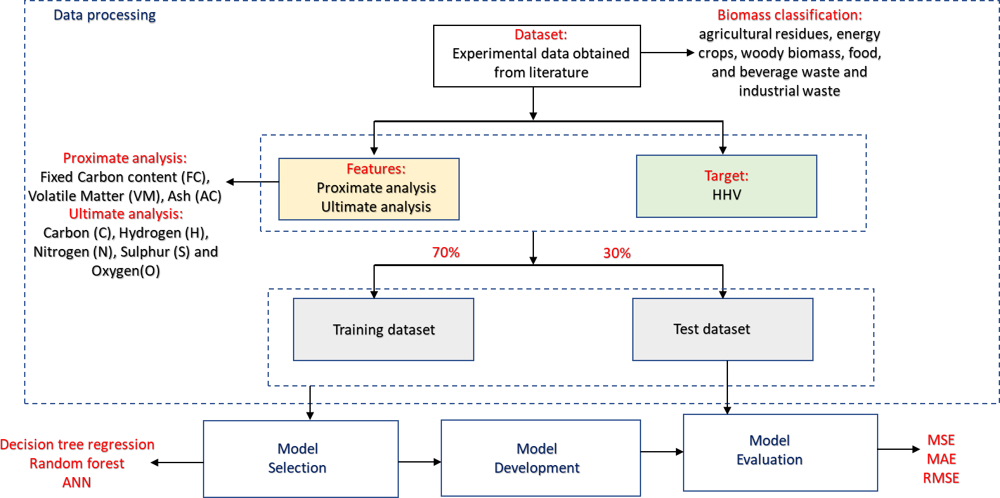 Data processing
Dataset:
Experimental data obtained
from literature
Biomass classification:
agricultural residues, energy
crops, woody biomass, food,
and beverage waste and
industrial waste
Proximate analysis:
Fixed Carbon content (FC),
Volatile Matter (VM), Ash (AC)
Ultimate analysis:
Carbon (C), Hydrogen (H),
Nitrogen (N), Sulphur (S) and
Oxygen(O)
Features:
Proximate analysis
Ultimate analysis
Target:
HHV
70%
30%
Training dataset
Test dataset
Decision tree regression
Random forest
ANN
Model
Selection
Model
Development
Model
Evaluation
MSE
MAE
RMSE